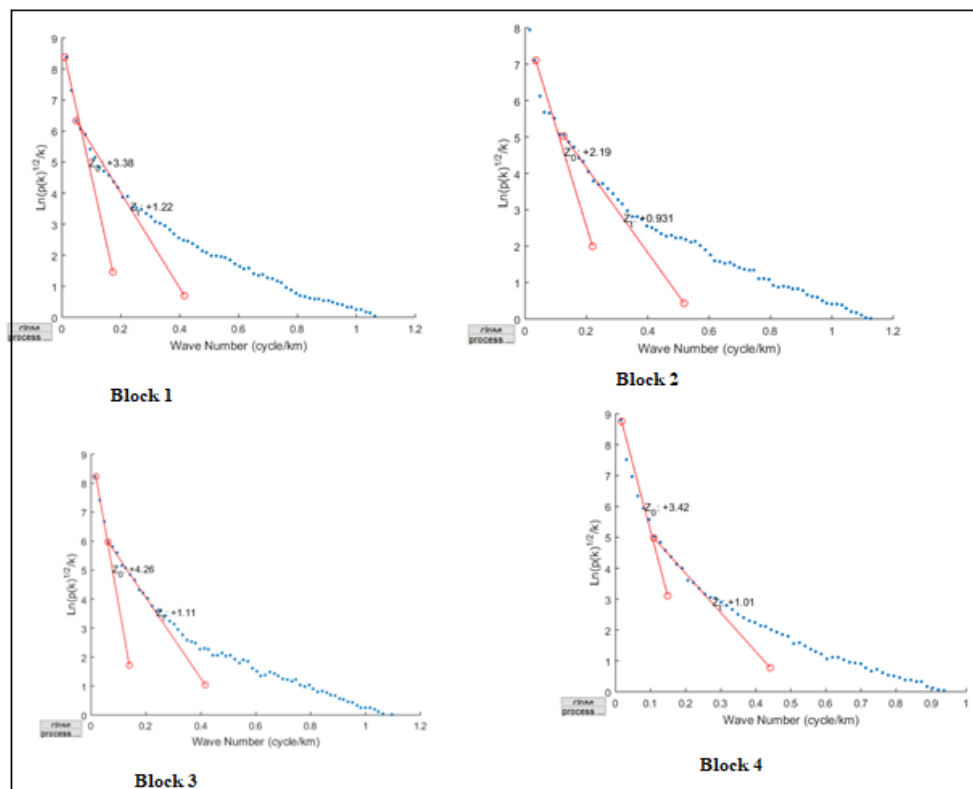 9
8
7
6
5
4
3
2
1
0
Ln(p(k)^1/2/k)
Z0: +3.38
Z1: +1.22
0 0.2 0.4 0.6 0.8 1 1.2
Wave Number (cycle/km)
close
process ...
Block 1
8
7
6
5
4
3
2
1
0
Ln(p(k)^1/2/k)
Z0: +2.19
Z1: +0.931
0 0.2 0.4 0.6 0.8 1 1.2
Wave Number (cycle/km)
close
process ...
Block 2
9
8
7
6
5
4
3
2
1
0
Ln(p(k)^1/2/k)
Z0: +4.26
Z1: +1.11
0 0.2 0.4 0.6 0.8 1 1.2
Wave Number (cycle/km)
close
process ...
Block 3
9
8
7
6
5
4
3
2
1
0
Ln(p(k)^1/2/k)
Z0: +3.42
Z1: +1.01
0 0.1 0.2 0.3 0.4 0.5 0.6 0.7 0.8 0.9 1
Wave Number (cycle/km)
close
process ...
Block 4